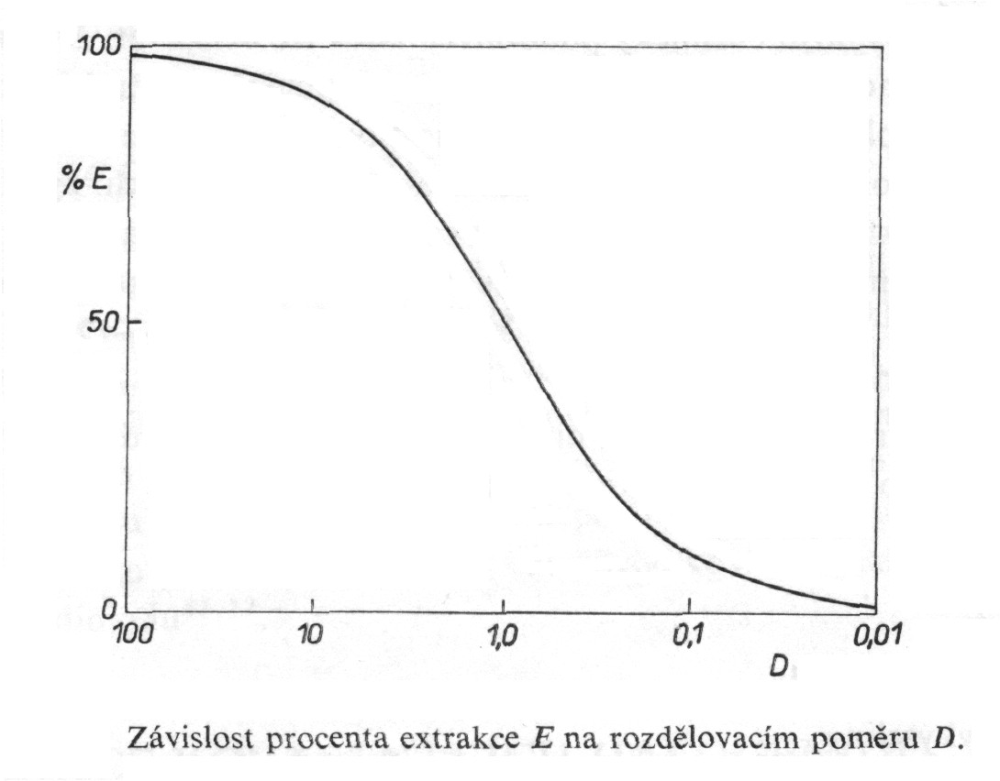 100
% E
50
0
100 10 1,0 0,1 0,01
D
Závislost procenta extrakce E na rozdělovacím poměru D.